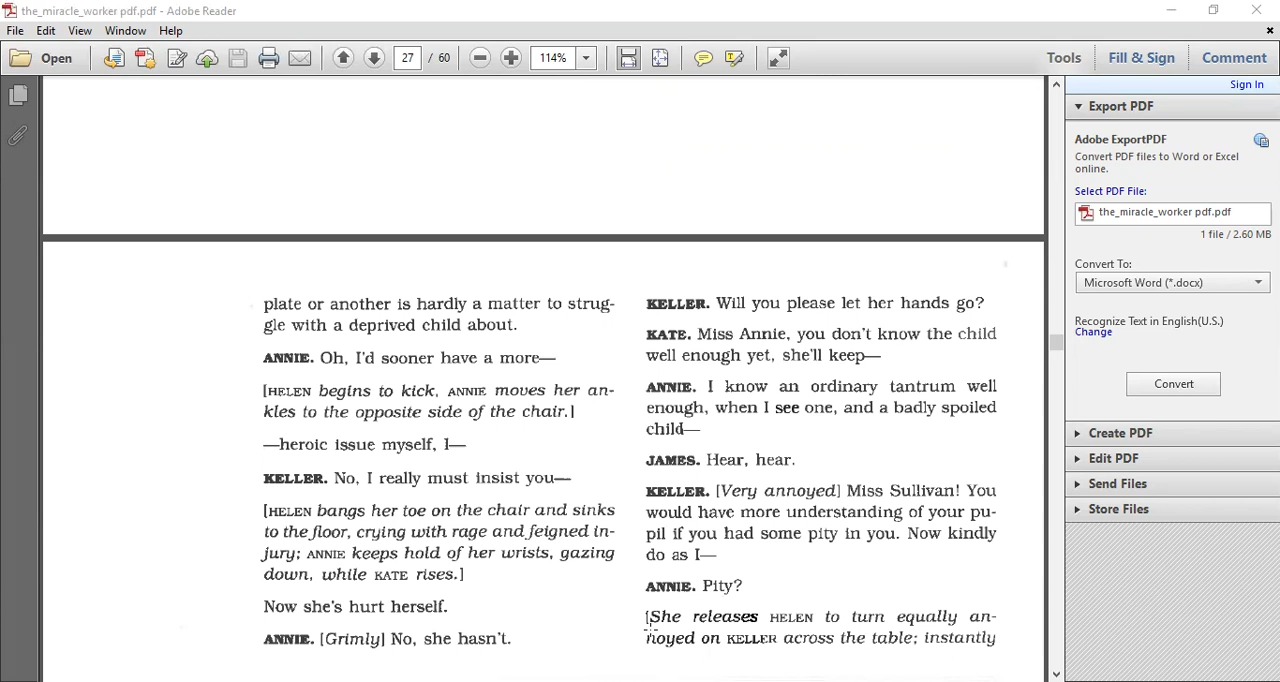 the_miracle_worker pdf.pdf - Adobe Reader
File Edit View Window Help
Open 27 / 60 114% Tools Fill & Sign Comment
Sign In
Export PDF
Adobe ExportPDF
Convert PDF files to Word or Excel
online.
Select PDF File:
the_miracle_worker pdf.pdf
1 file / 2.60 MB
Convert To:
Microsoft Word (*.docx)
Recognize Text in English(U.S.)
Change
Convert
Create PDF
Edit PDF
Send Files
Store Files
plate or another is hardly a matter to strug-
gle with a deprived child about.
ANNIE. Oh, I'd sooner have a more—
[HELEN begins to kick, ANNIE moves her an-
kles to the opposite side of the chair.]
—heroic issue myself, I—
KELLER. No, I really must insist you—
[HELEN bangs her toe on the chair and sinks
to the floor, crying with rage and feigned in-
jury; ANNIE keeps hold of her wrists, gazing
down, while KATE rises.]
Now she's hurt herself.
ANNIE. [Grimly] No, she hasn't.
KELLER. Will you please let her hands go?
KATE. Miss Annie, you don't know the child
well enough yet, she'll keep—
ANNIE. I know an ordinary tantrum well
enough, when I see one, and a badly spoiled
child—
JAMES. Hear, hear.
KELLER. [Very annoyed] Miss Sullivan! You
would have more understanding of your pu-
pil if you had some pity in you. Now kindly
do as I—
ANNIE. Pity?
[She releases HELEN to turn equally an-
noyed on KELLER across the table; instantly